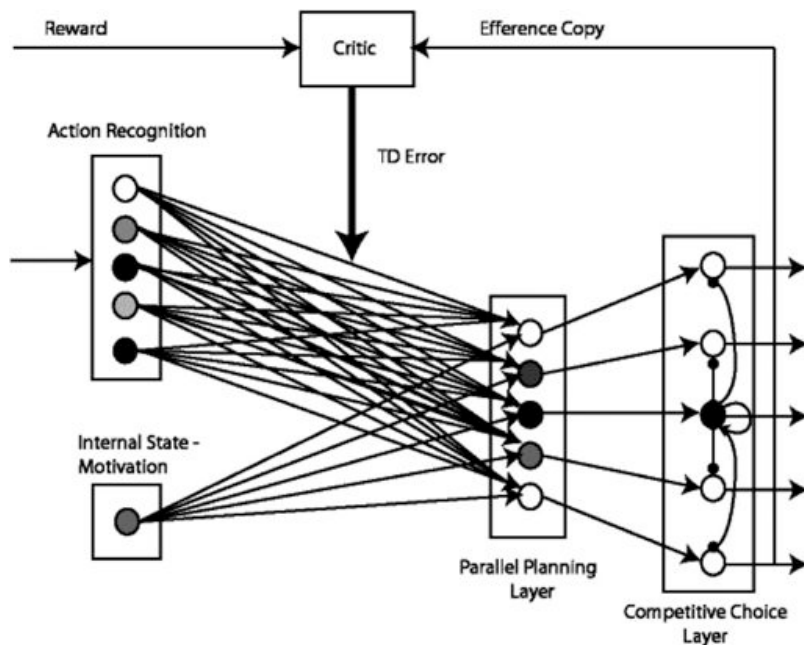 Reward
Critic
Efference Copy
Action Recognition
TD Error
Internal State -
Motivation
Parallel Planning
Layer
Competitive Choice
Layer